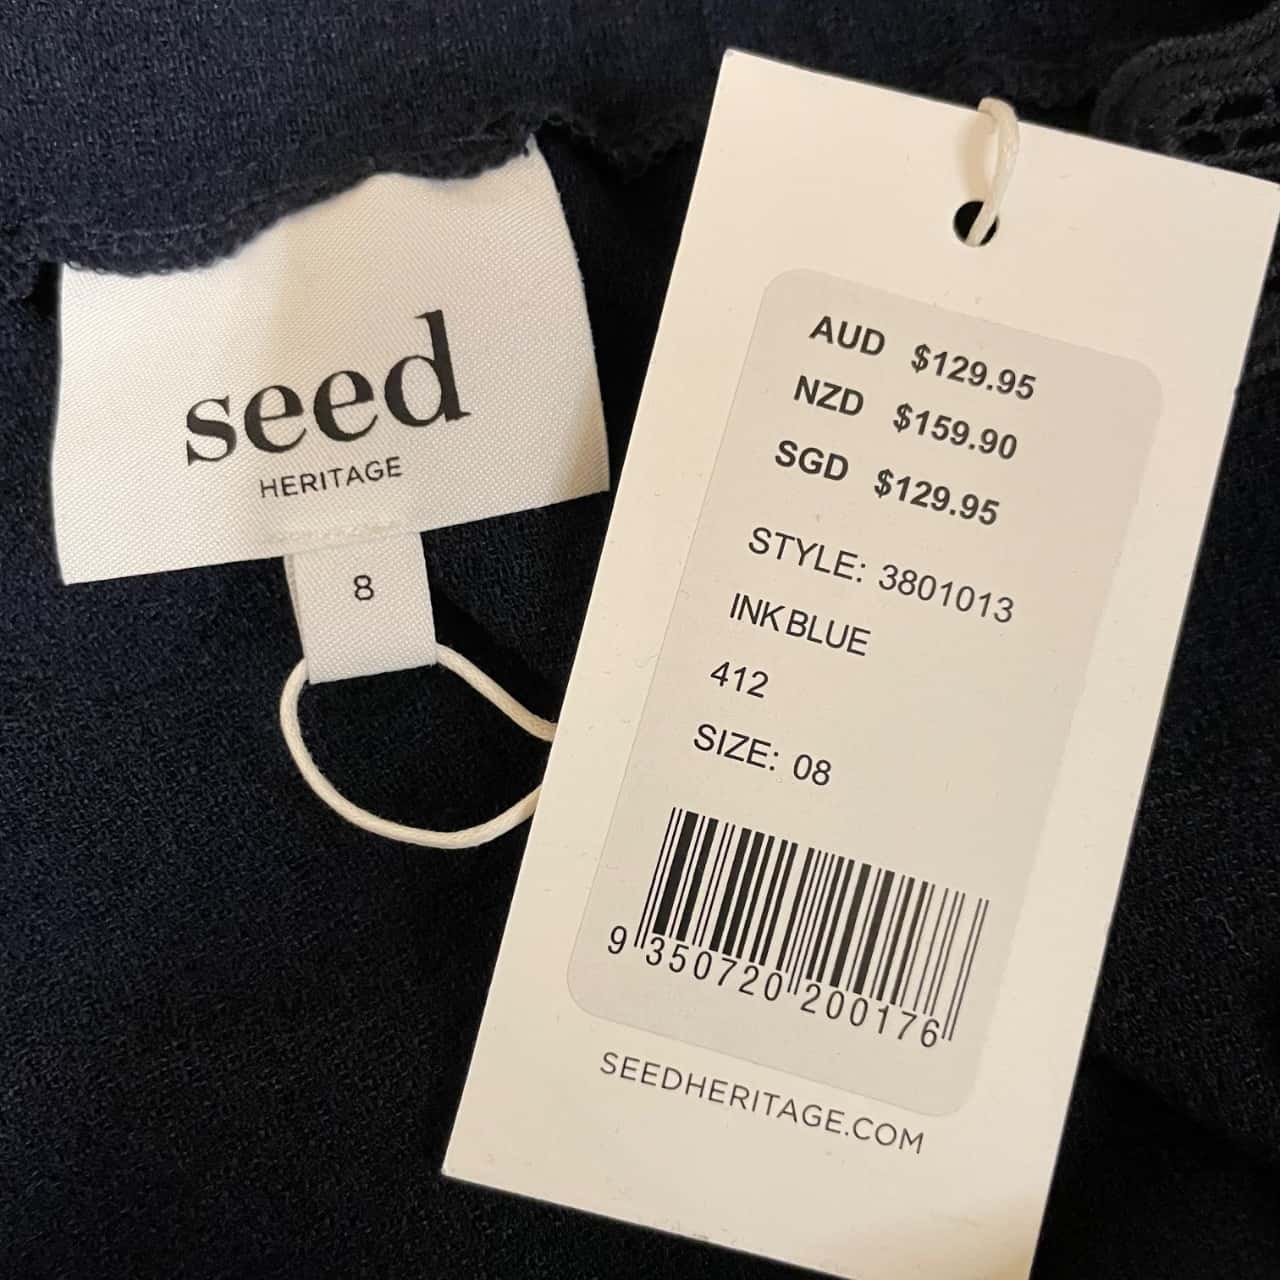 seed
HERITAGE
8
AUD $129.95
NZD $159.90
SGD $129.95
STYLE: 3801013
INK BLUE
412
SIZE: 08
9 350720 200176
SEEDHERITAGE.COM